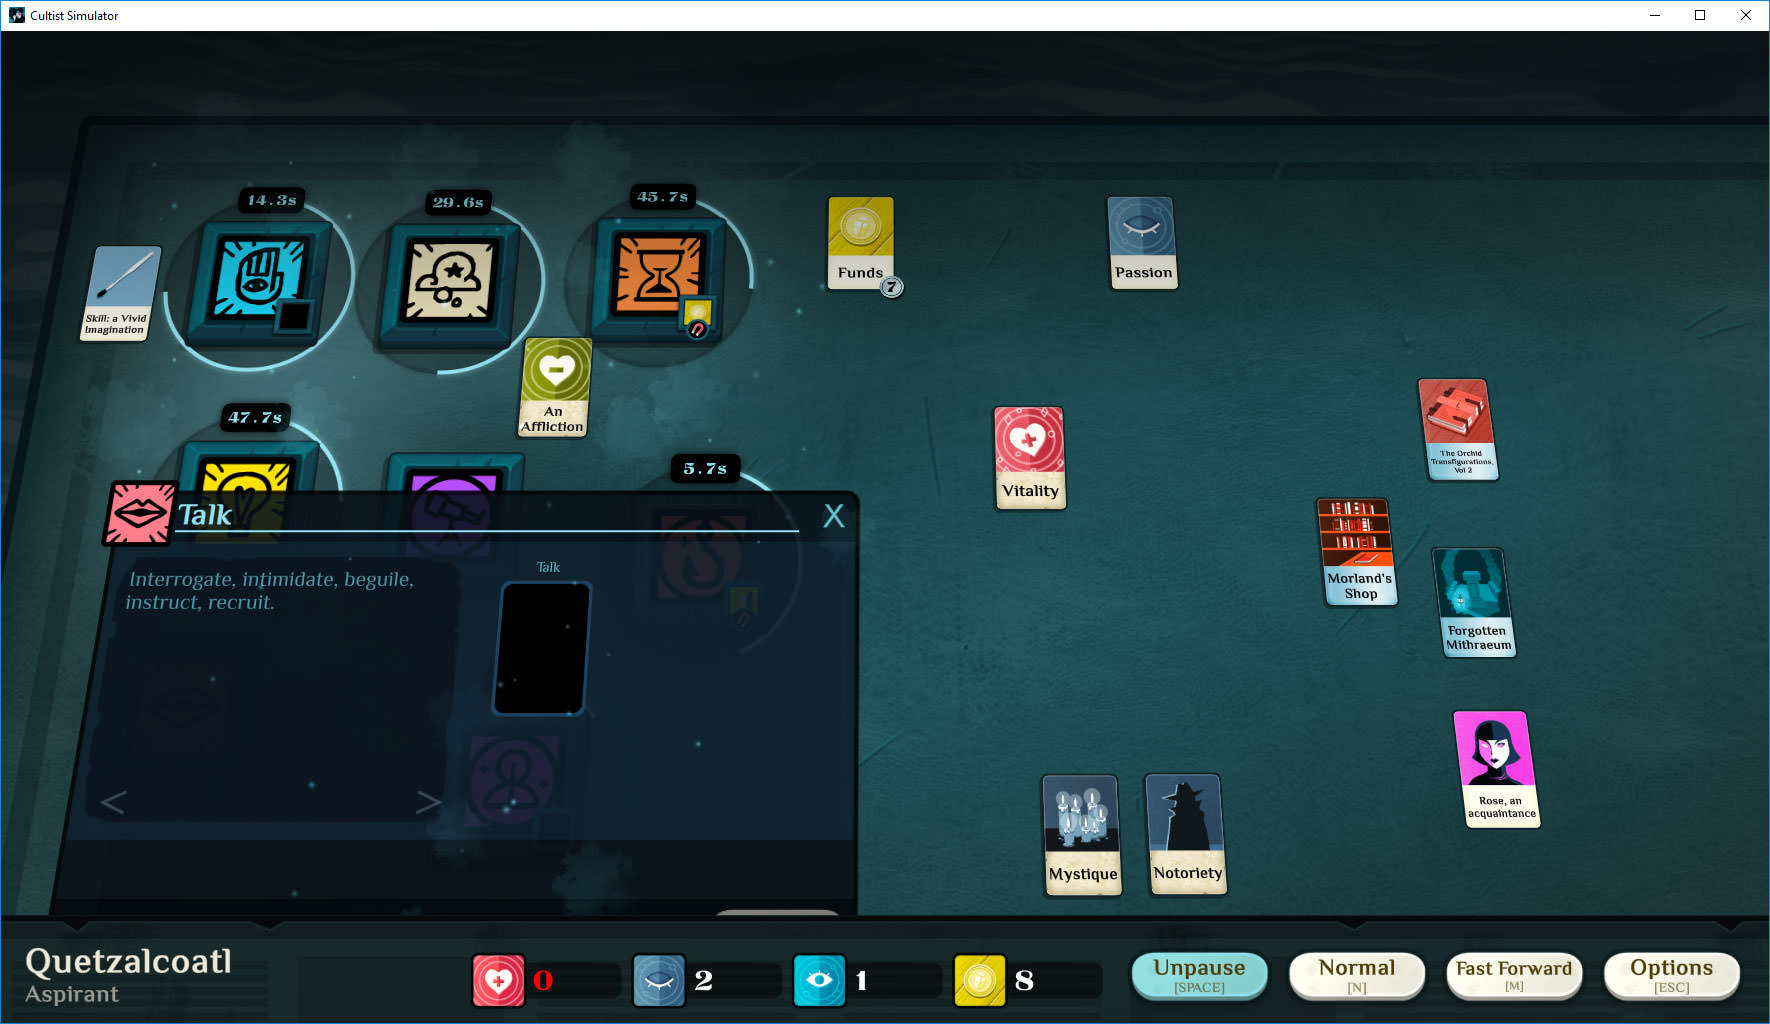 Cultist Simulator
14.3s
29.6s
45.7s
Funds
7
Passion
Skill: a Vivid
Imagination
An
Affliction
47.7s
5.7s
Vitality
The Orchid
Transfigurations,
Vol 2
Talk
X
Interrogate, intimidate, beguile,
instruct, recruit.
Talk
< >
Morland's
Shop
Forgotten
Mithraeum
Rose, an
acquaintance
Mystique
Notoriety
Quetzalcoatl
Aspirant
0
2
1
8
Unpause
[SPACE]
Normal
[N]
Fast Forward
[M]
Options
[ESC]